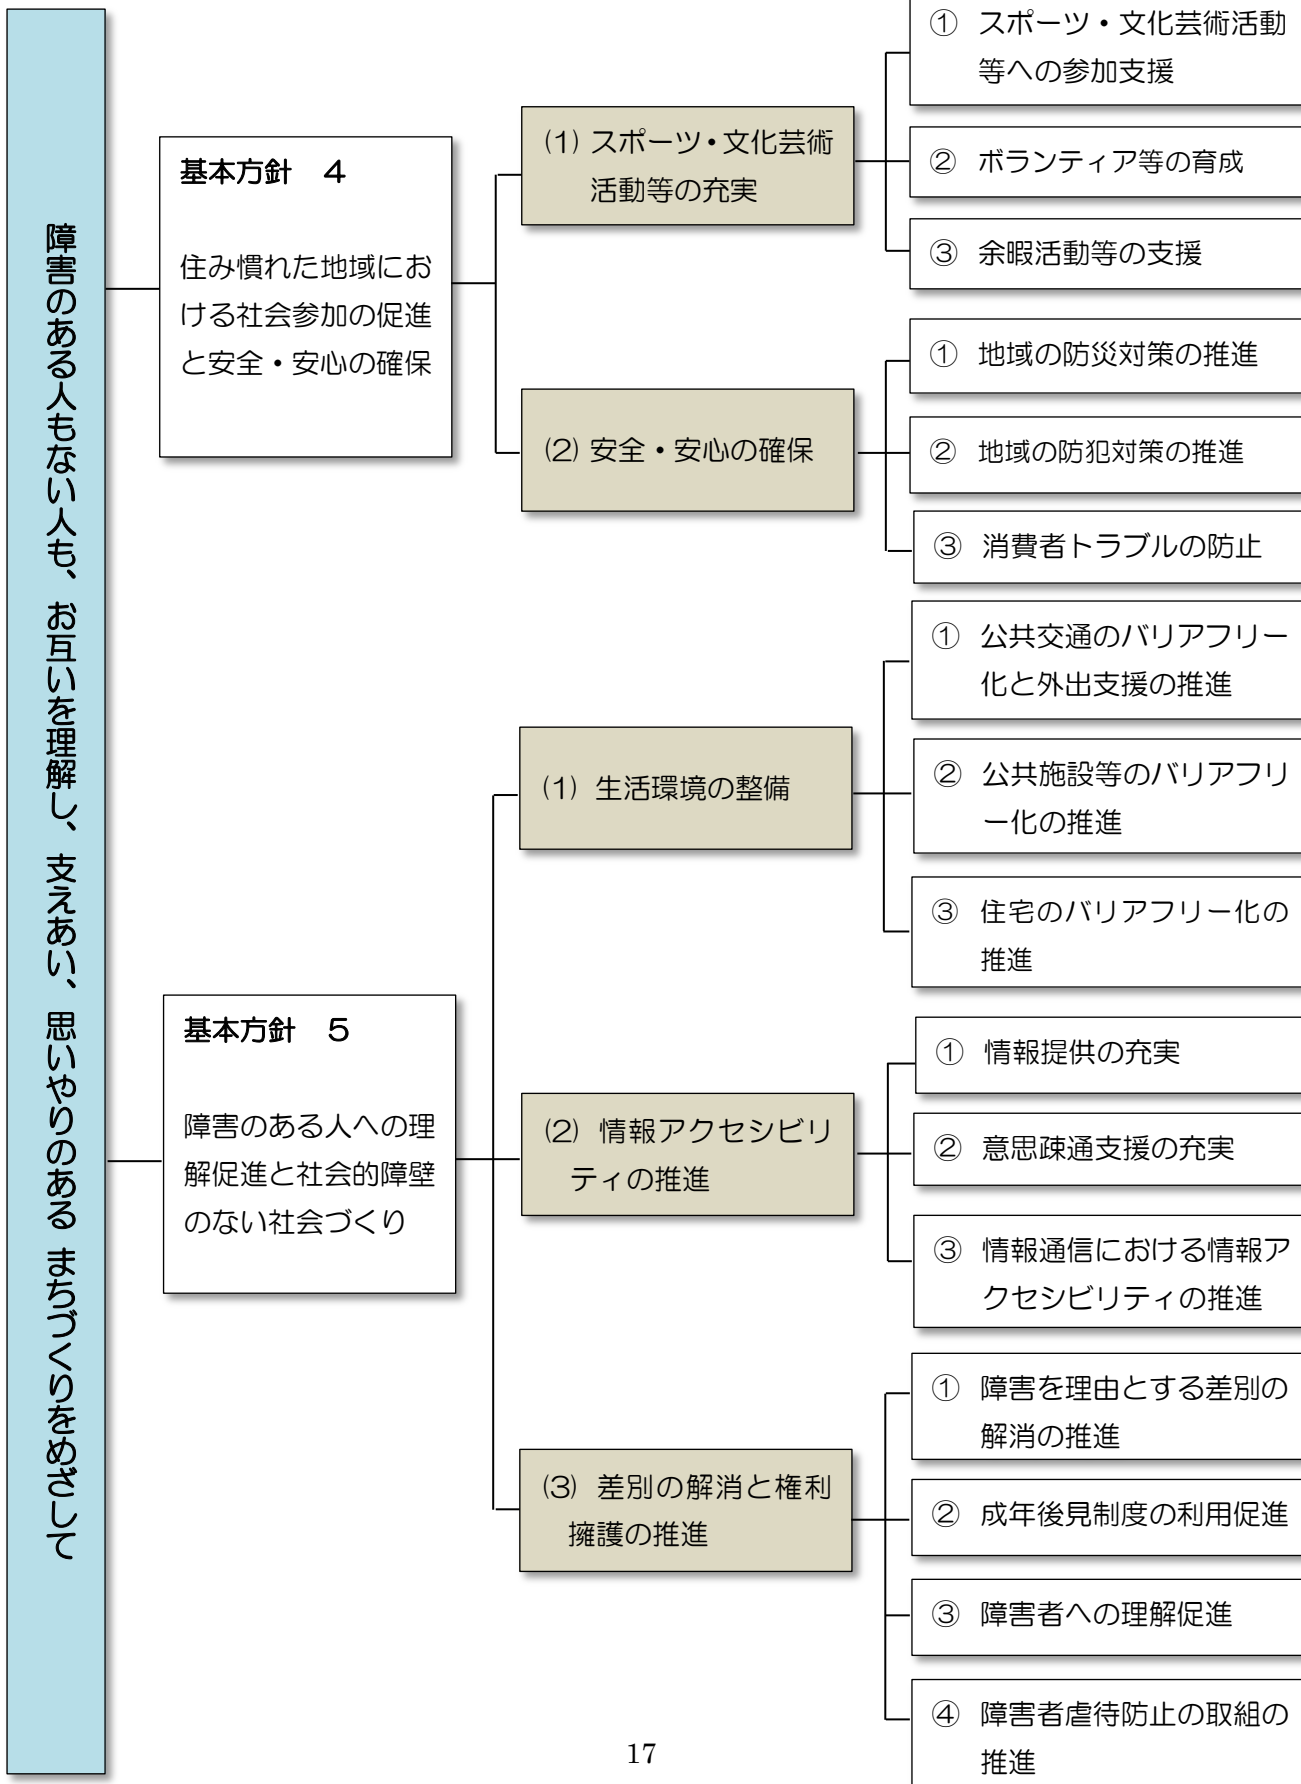 障害のある人もない人も、お互いを理解し、支えあい、思いやりのある まちづくりをめざして
基本方針　４
住み慣れた地域にお
ける社会参加の促進
と安全・安心の確保
(1) スポーツ・文化芸術
活動等の充実
① スポーツ・文化芸術活動
等への参加支援
② ボランティア等の育成
③ 余暇活動等の支援
(2) 安全・安心の確保
① 地域の防災対策の推進
② 地域の防犯対策の推進
③ 消費者トラブルの防止
基本方針　５
障害のある人への理
解促進と社会的障壁
のない社会づくり
(1) 生活環境の整備
① 公共交通のバリアフリー
化と外出支援の推進
② 公共施設等のバリアフリ
ー化の推進
③ 住宅のバリアフリー化の
推進
(2) 情報アクセシビリ
ティの推進
① 情報提供の充実
② 意思疎通支援の充実
③ 情報通信における情報ア
クセシビリティの推進
(3) 差別の解消と権利
擁護の推進
① 障害を理由とする差別の
解消の推進
② 成年後見制度の利用促進
③ 障害者への理解促進
④ 障害者虐待防止の取組の
推進
17